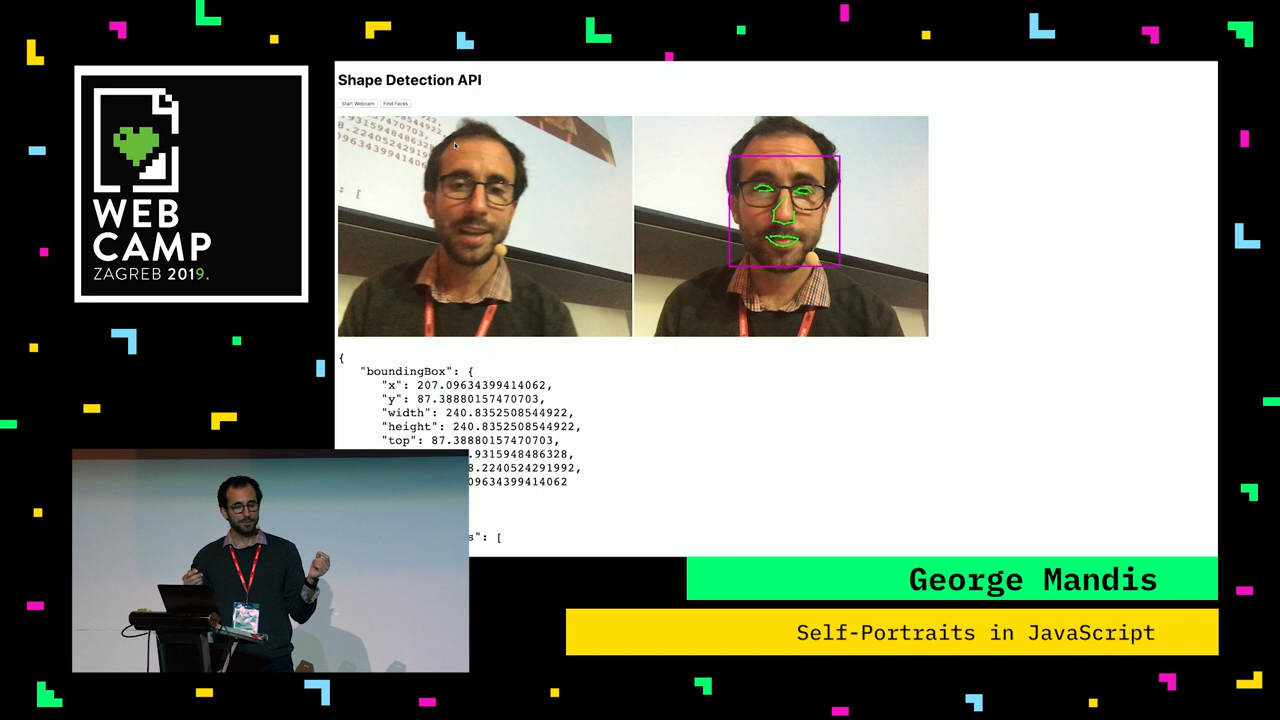 WEB
CAMP
ZAGREB 2019.
Shape Detection API
Start Webcam
Find Faces
{
"boundingBox": {
"x": 207.09634399414062,
"y": 87.38880157470703,
"width": 240.8352508544922,
"height": 240.8352508544922,
"top": 87.38880157470703,
.9315948486328,
8.2240524291992,
09634399414062
s": [
George Mandis
Self-Portraits in JavaScript